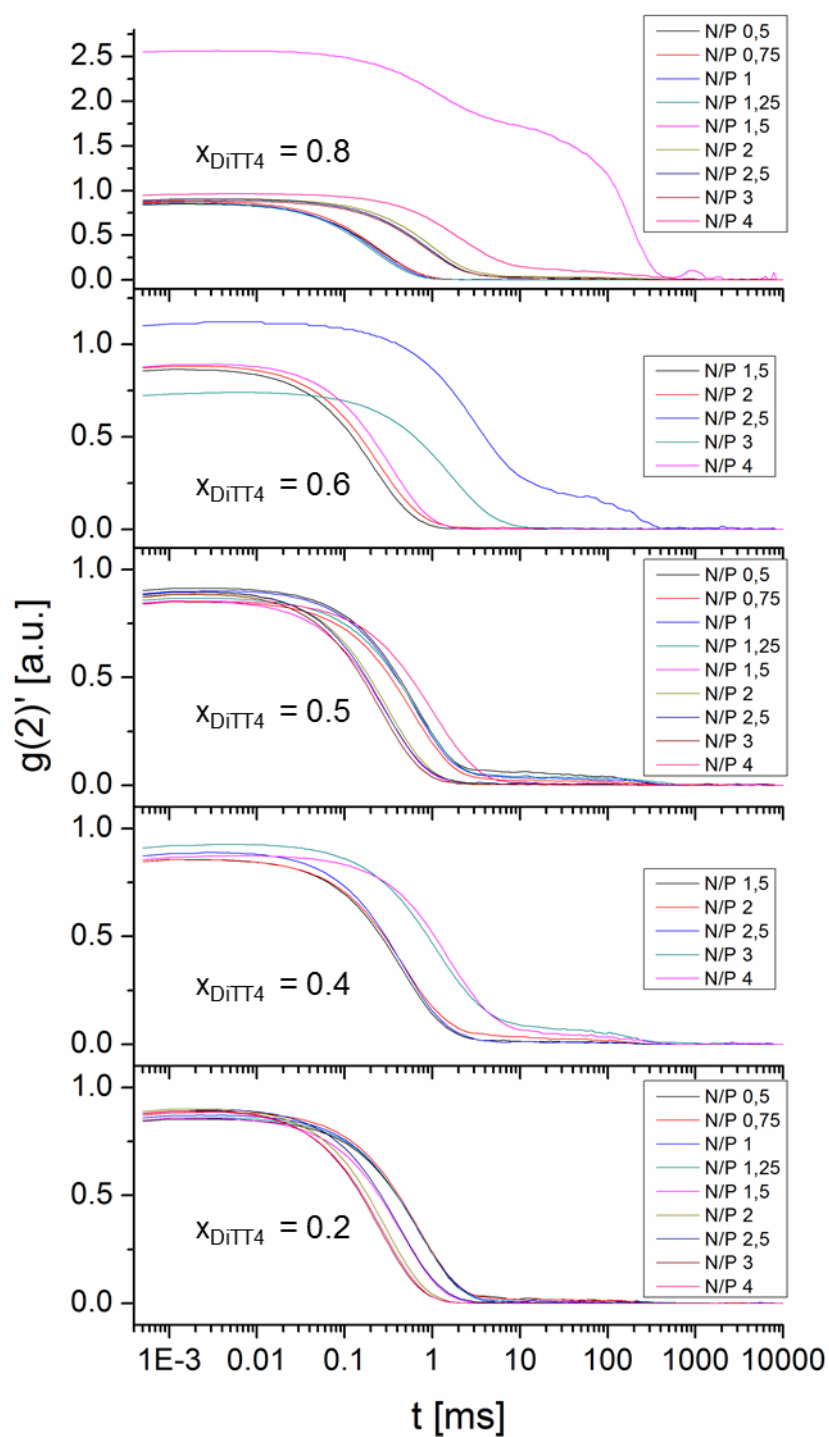 g(2)' [a.u.]
2.5
2.0
1.5
1.0
0.5
0.0
x_DiTT4 = 0.8
N/P 0,5
N/P 0,75
N/P 1
N/P 1,25
N/P 1,5
N/P 2
N/P 2,5
N/P 3
N/P 4
1.0
0.5
0.0
x_DiTT4 = 0.6
N/P 1,5
N/P 2
N/P 2,5
N/P 3
N/P 4
1.0
0.5
0.0
x_DiTT4 = 0.5
N/P 0,5
N/P 0,75
N/P 1
N/P 1,25
N/P 1,5
N/P 2
N/P 2,5
N/P 3
N/P 4
1.0
0.5
0.0
x_DiTT4 = 0.4
N/P 1,5
N/P 2
N/P 2,5
N/P 3
N/P 4
1.0
0.5
0.0
x_DiTT4 = 0.2
N/P 0,5
N/P 0,75
N/P 1
N/P 1,25
N/P 1,5
N/P 2
N/P 2,5
N/P 3
N/P 4
1E-3 0.01 0.1 1 10 100 1000 10000
t [ms]